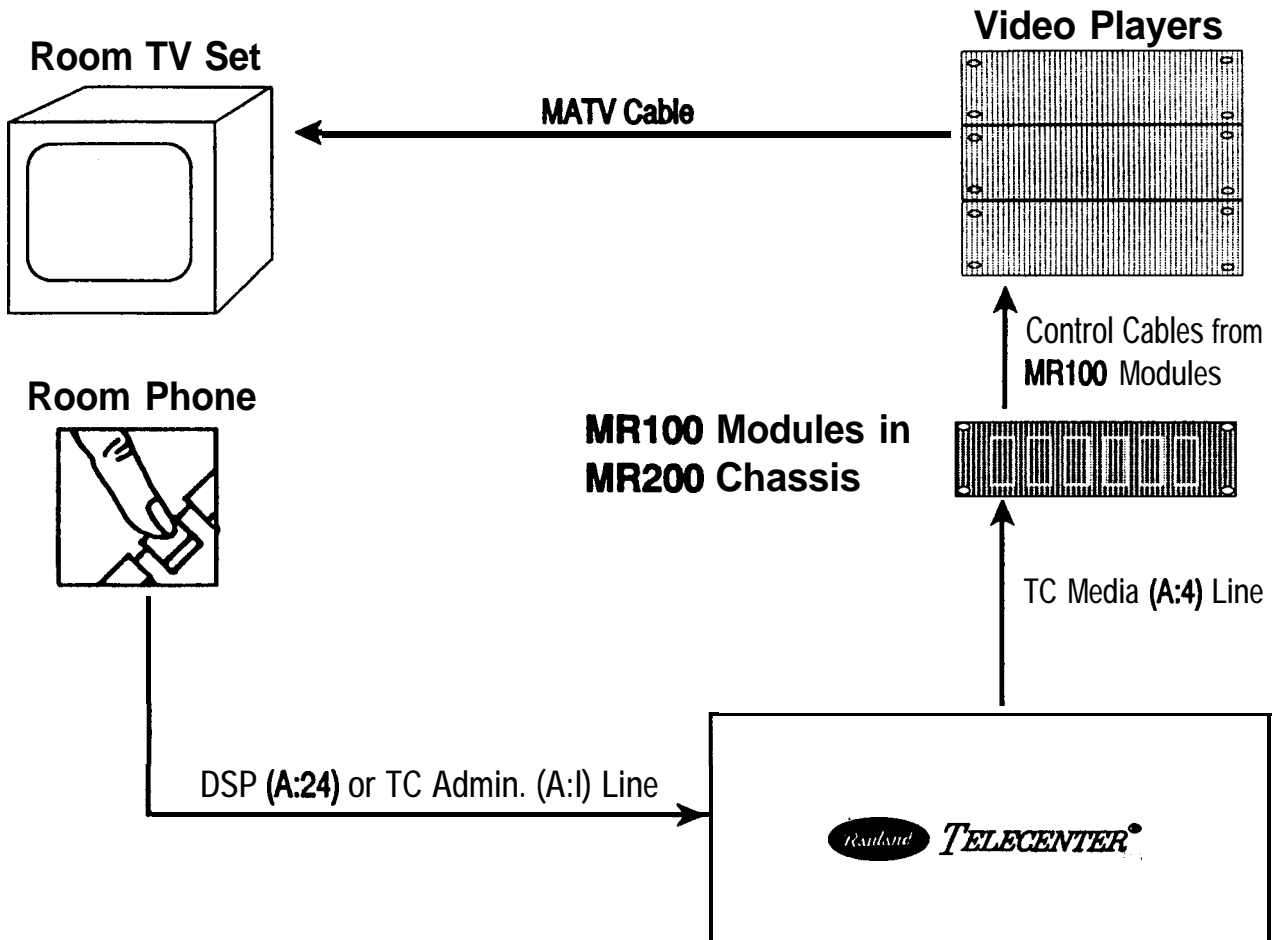 Video Players
Room TV Set
MATV Cable
Control Cables from
MR100 Modules
Room Phone
MR100 Modules in
MR200 Chassis
TC Media (A:4) Line
DSP (A:24) or TC Admin. (A:I) Line
Rauland TELECENTER®